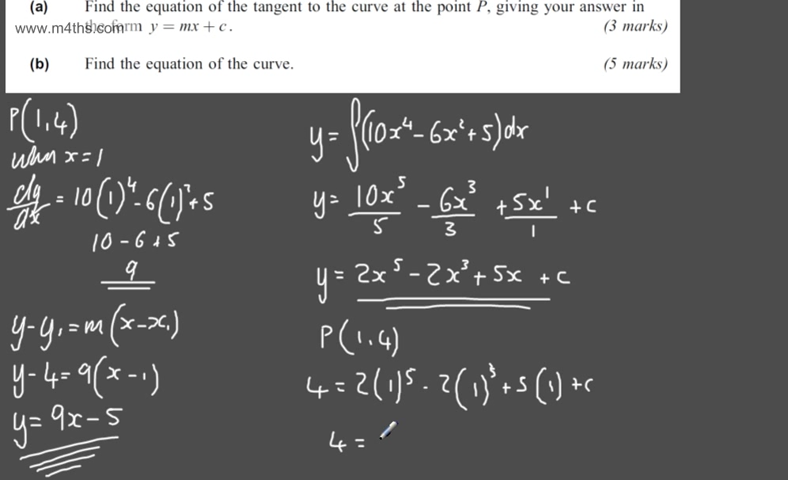 (a) Find the equation of the tangent to the curve at the point P, giving your answer in
form y = mx + c. (3 marks)
www.m4ths.com
(b) Find the equation of the curve. (5 marks)
P(1,4)
when x=1
dy/dx = 10(1)⁴-6(1)²+5
10-6+5
9
y-y₁=m(x-x₁)
y-4=9(x-1)
y=9x-5
y=∫(10x⁴-6x²+5)dx
y= 10x⁵/5 - 6x³/3 + 5x¹/1 +c
y= 2x⁵-2x³+5x +c
P(1,4)
4=2(1)⁵-2(1)³+5(1)+c
4=